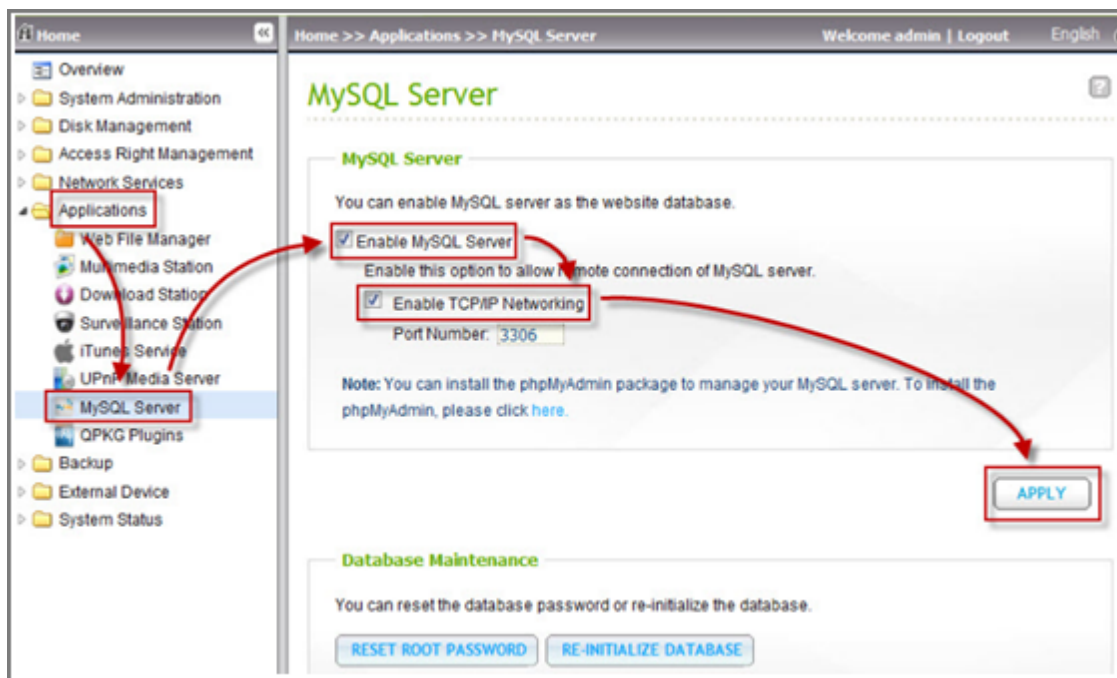 Home
Home >> Applications >> MySQL Server
Welcome admin | Logout
English
Overview
System Administration
Disk Management
Access Right Management
Network Services
Applications
Web File Manager
Multimedia Station
Download Station
Surveillance Station
iTunes Service
UPnP Media Server
MySQL Server
QPKG Plugins
Backup
External Device
System Status
MySQL Server
MySQL Server
You can enable MySQL server as the website database.
Enable MySQL Server
Enable this option to allow remote connection of MySQL server.
Enable TCP/IP Networking
Port Number: 3306
Note: You can install the phpMyAdmin package to manage your MySQL server. To install the
phpMyAdmin, please click here.
APPLY
Database Maintenance
You can reset the database password or re-initialize the database.
RESET ROOT PASSWORD
RE-INITIALIZE DATABASE